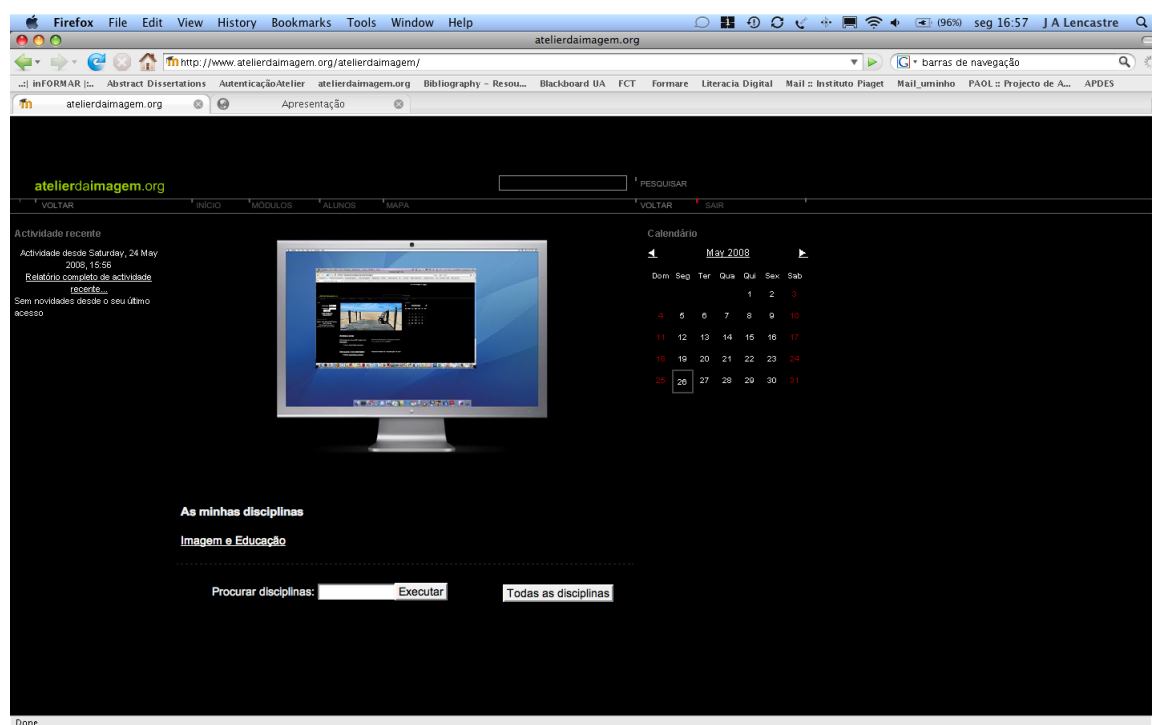 Firefox File Edit View History Bookmarks Tools Window Help (96%) seg 16:57 J A Lencastre
atelierdaimagem.org
http://www.atelierdaimagem.org/atelierdaimagem/ barras de navegação
...:| inFORMAR |:... Abstract Dissertations AutenticaçãoAtelier atelierdaimagem.org Bibliography – Resou... Blackboard UA FCT Formare Literacia Digital Mail :: Instituto Piaget Mail_uminho PAOL :: Projecto de A... APDES
atelierdaimagem.org Apresentação
atelierdaimagem.org PESQUISAR
VOLTAR INÍCIO MÓDULOS ALUNOS MAPA VOLTAR SAIR
Actividade recente
Actividade desde Saturday, 24 May
2008, 15:56
Relatório completo de actividade
recente...
Sem novidades desde o seu último
acesso
Calendário
May 2008
Dom Seg Ter Qua Qui Sex Sab
1 2 3
4 5 6 7 8 9 10
11 12 13 14 15 16 17
18 19 20 21 22 23 24
25 26 27 28 29 30 31
As minhas disciplinas
Imagem e Educação
Procurar disciplinas: Executar Todas as disciplinas
Done